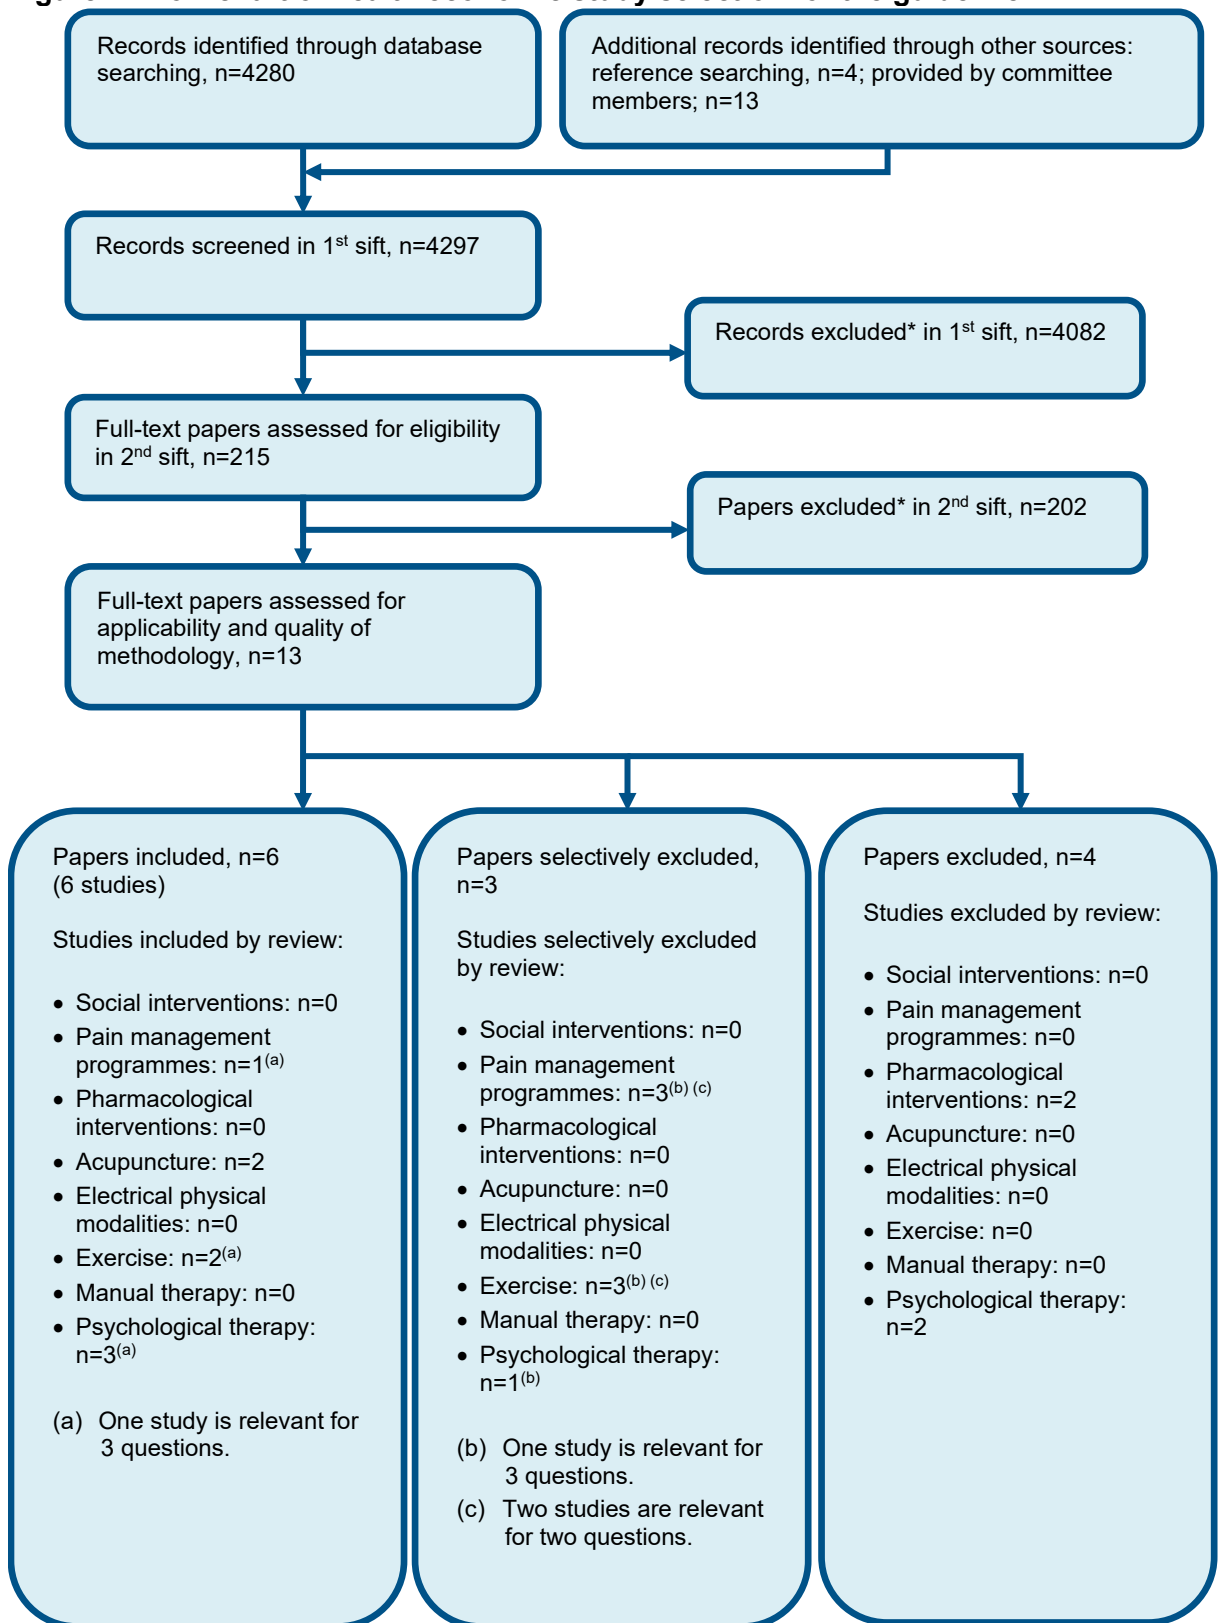 Records identified through database
searching, n=4280
Additional records identified through other sources:
reference searching, n=4; provided by committee
members; n=13
Records screened in 1st sift, n=4297
Records excluded* in 1st sift, n=4082
Full-text papers assessed for eligibility
in 2nd sift, n=215
Papers excluded* in 2nd sift, n=202
Full-text papers assessed for
applicability and quality of
methodology, n=13
Papers included, n=6
(6 studies)
Studies included by review:
• Social interventions: n=0
• Pain management
programmes: n=1(a)
• Pharmacological
interventions: n=0
• Acupuncture: n=2
• Electrical physical
modalities: n=0
• Exercise: n=2(a)
• Manual therapy: n=0
• Psychological therapy:
n=3(a)
(a) One study is relevant for
3 questions.
Papers selectively excluded,
n=3
Studies selectively excluded
by review:
• Social interventions: n=0
• Pain management
programmes: n=3(b) (c)
• Pharmacological
interventions: n=0
• Acupuncture: n=0
• Electrical physical
modalities: n=0
• Exercise: n=3(b) (c)
• Manual therapy: n=0
• Psychological therapy:
n=1(b)
(b) One study is relevant for
3 questions.
(c) Two studies are relevant
for two questions.
Papers excluded, n=4
Studies excluded by review:
• Social interventions: n=0
• Pain management
programmes: n=0
• Pharmacological
interventions: n=2
• Acupuncture: n=0
• Electrical physical
modalities: n=0
• Exercise: n=0
• Manual therapy: n=0
• Psychological therapy:
n=2